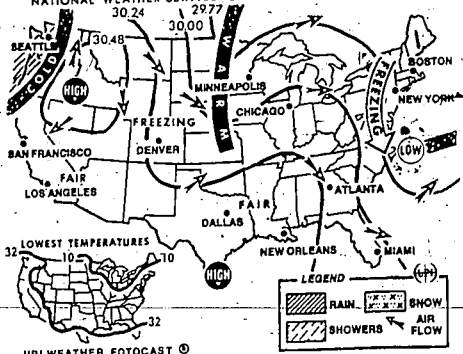 NATIONAL WEATHER SERVICE
30.24
29.77
30.00
30.48
SEATTLE
COLD
HIGH
WARM
MINNEAPOLIS
FREEZING
BOSTON
NEW YORK
CHICAGO
FREEZING
DENVER
LOW
SAN FRANCISCO
FAIR
LOS ANGELES
FAIR
ATLANTA
DALLAS
LOWEST TEMPERATURES
32
10
10
32
HIGH
NEW ORLEANS
MIAMI
UPI
LEGEND
RAIN
SNOW
SHOWERS
AIR FLOW
UPI WEATHER FOTOCAST ®